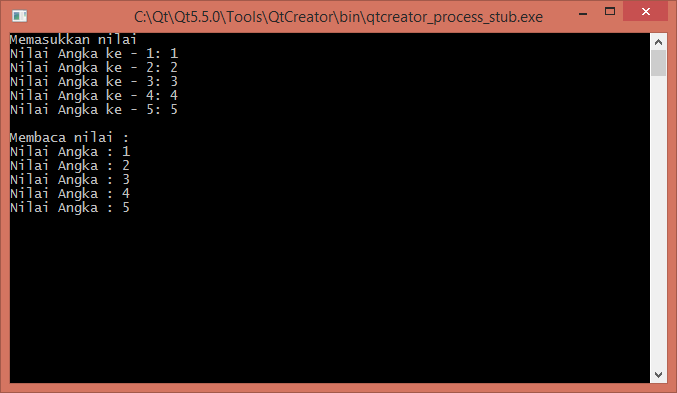 C:\Qt\Qt5.5.0\Tools\QtCreator\bin\qtcreator_process_stub.exe
Memasukkan nilai
Nilai Angka ke - 1: 1
Nilai Angka ke - 2: 2
Nilai Angka ke - 3: 3
Nilai Angka ke - 4: 4
Nilai Angka ke - 5: 5
Membaca nilai :
Nilai Angka : 1
Nilai Angka : 2
Nilai Angka : 3
Nilai Angka : 4
Nilai Angka : 5